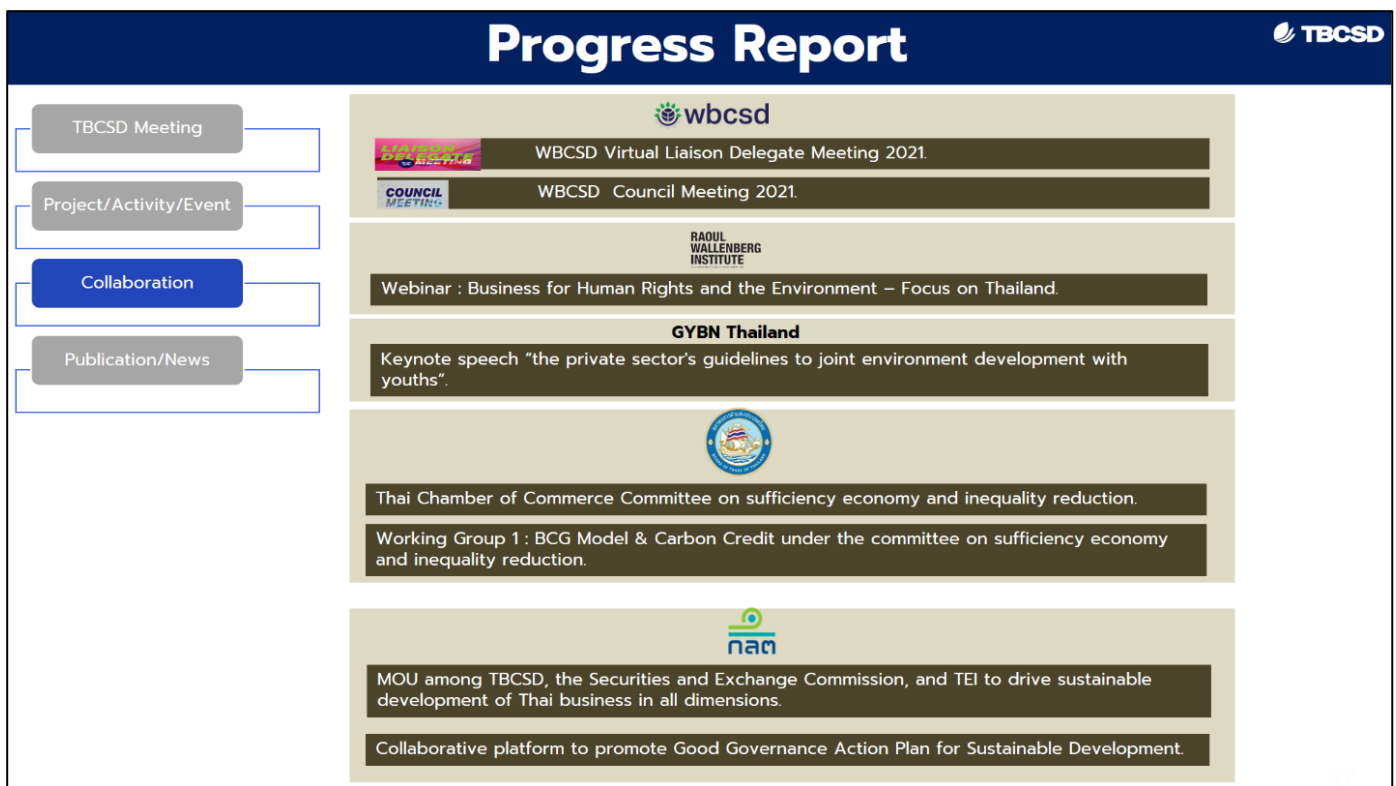 Progress Report
TBCSD
TBCSD Meeting
Project/Activity/Event
Collaboration
Publication/News
wbcsd
LIAISON
DELEGATE
MEETING
WBCSD Virtual Liaison Delegate Meeting 2021.
COUNCIL
MEETING
WBCSD Council Meeting 2021.
RAOUL
WALLENBERG
INSTITUTE
Webinar : Business for Human Rights and the Environment – Focus on Thailand.
GYBN Thailand
Keynote speech “the private sector's guidelines to joint environment development with
youths”.
Thai Chamber of Commerce Committee on sufficiency economy and inequality reduction.
Working Group 1 : BCG Model & Carbon Credit under the committee on sufficiency economy
and inequality reduction.
กลต
MOU among TBCSD, the Securities and Exchange Commission, and TEI to drive sustainable
development of Thai business in all dimensions.
Collaborative platform to promote Good Governance Action Plan for Sustainable Development.